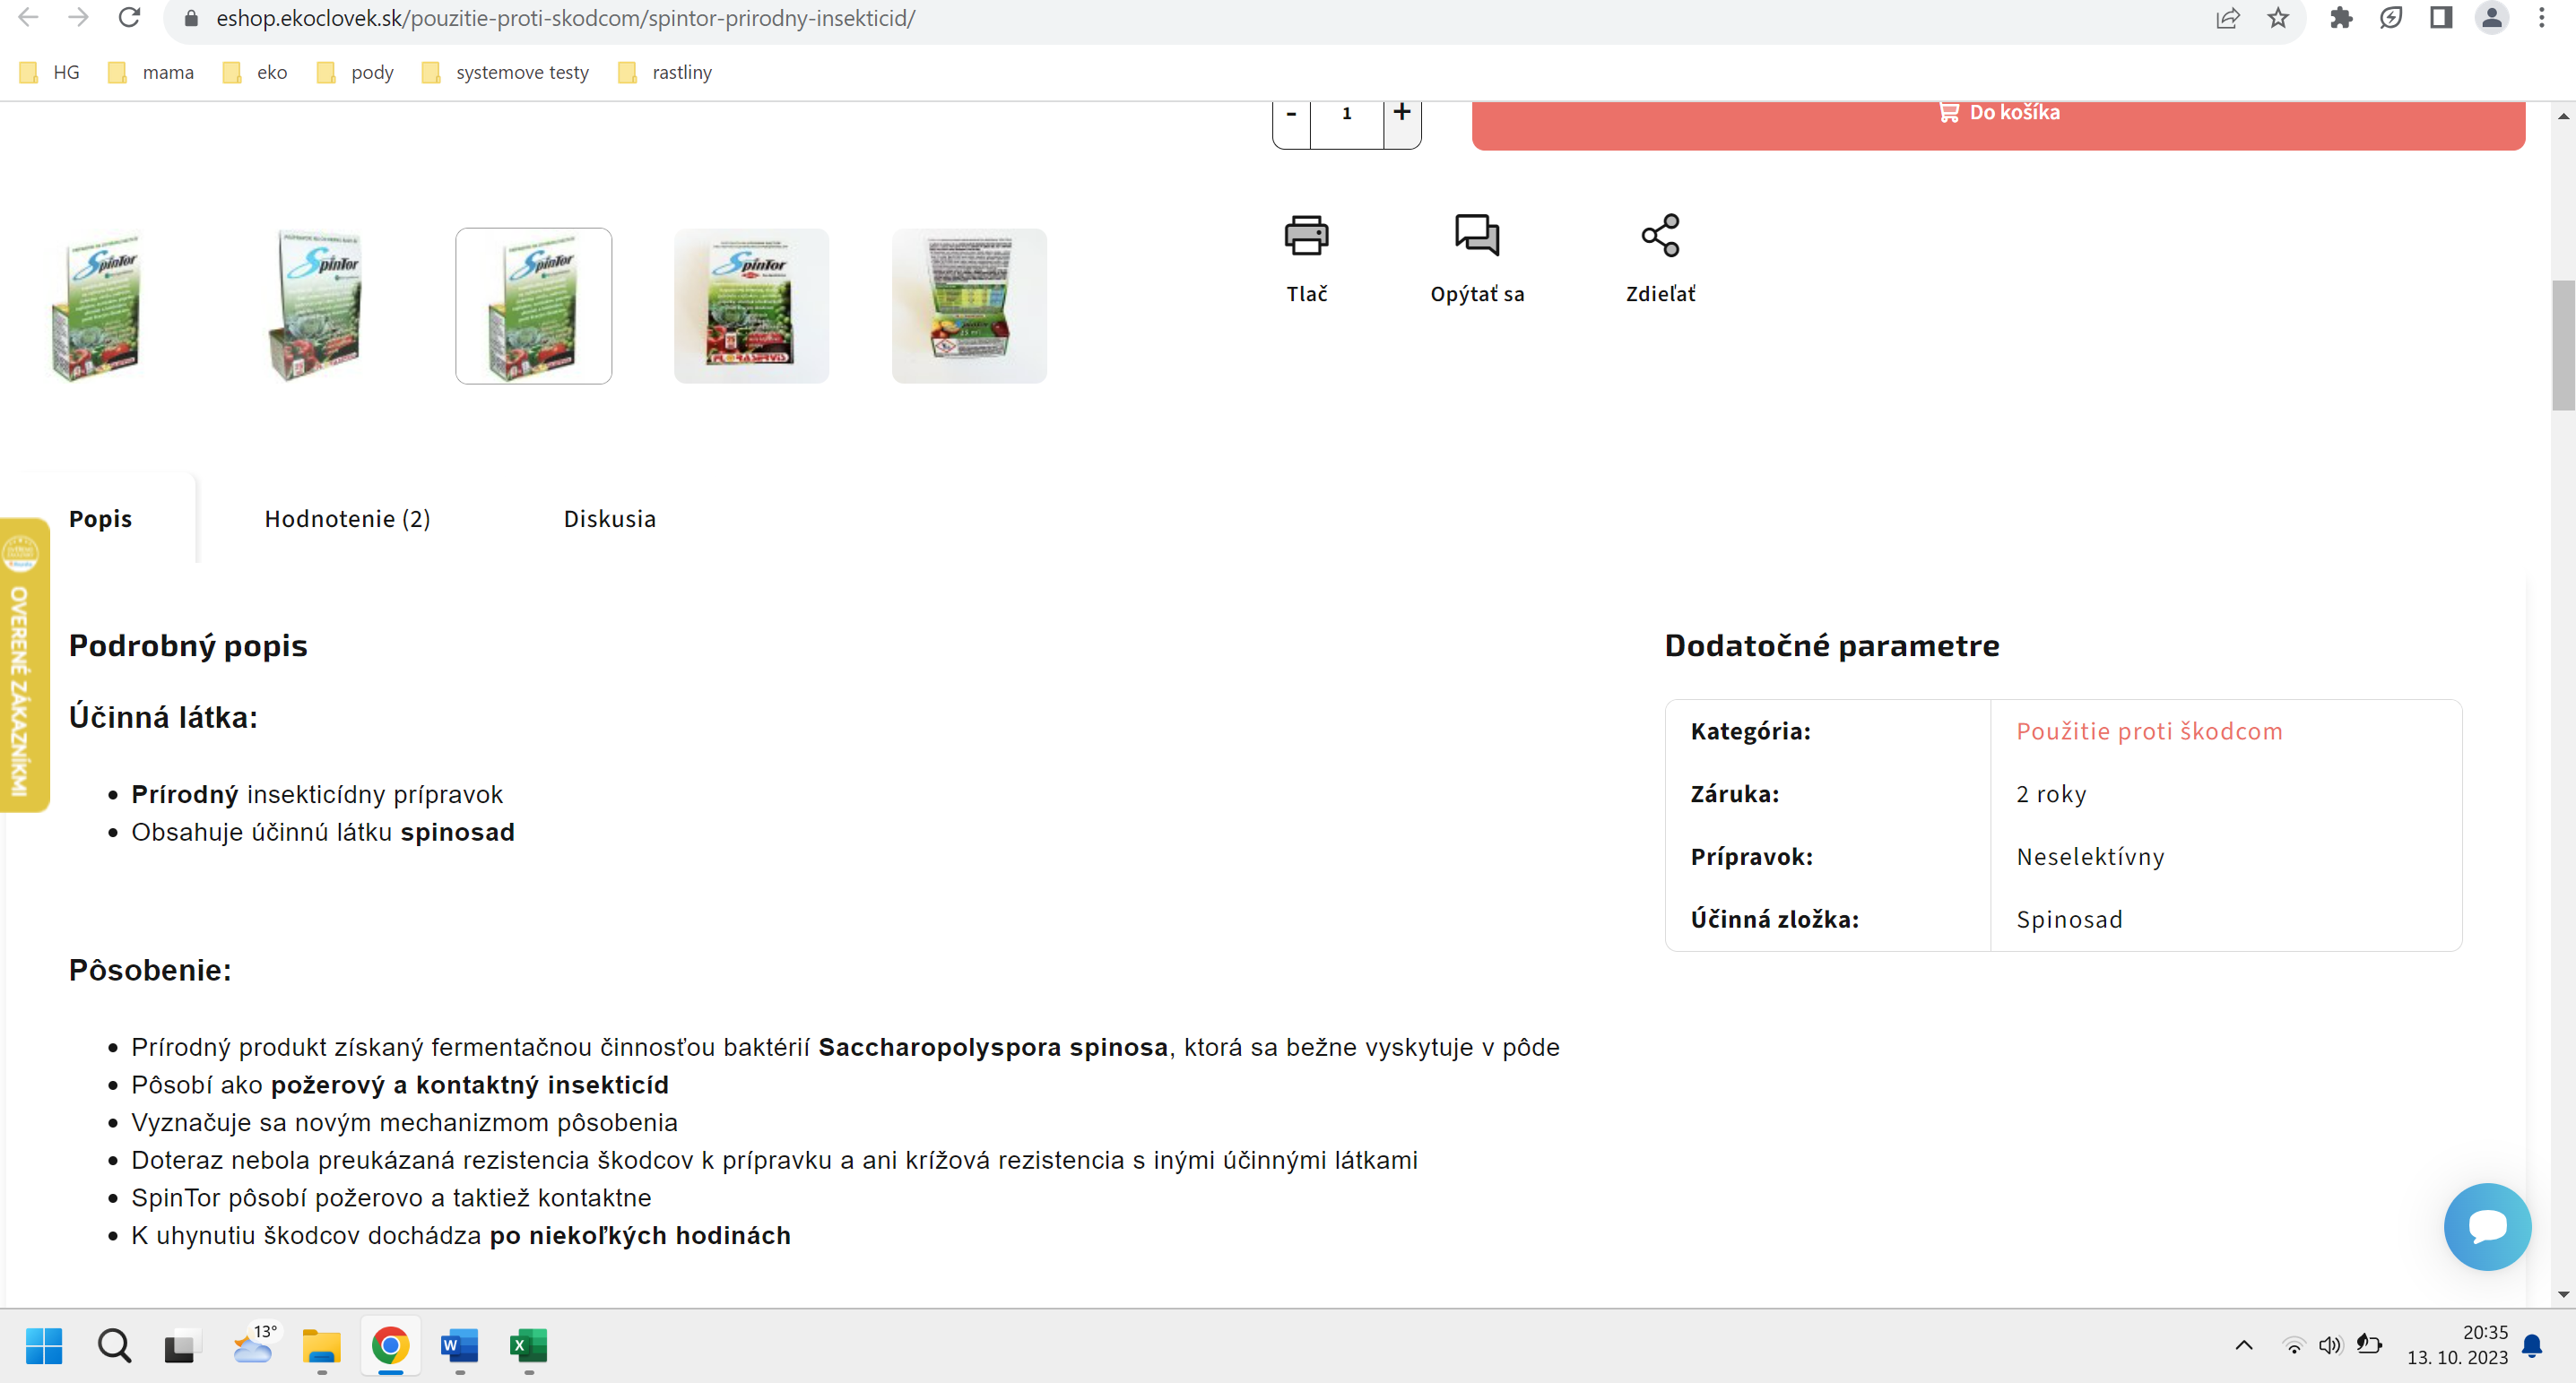 eshop.ekoclovek.sk/pouzitie-proti-skodcom/spintor-prirodny-insekticid/
HG mama eko pody systemove testy rastliny
- 1 + Do košíka
SpinTor SpinTor SpinTor SpinTor
FLORASERVIS
Tlač Opýtať sa Zdieľať
Popis Hodnotenie (2) Diskusia
OVERENÉ ZÁKAZNÍKMI
Podrobný popis
Účinná látka:
Prírodný insekticídny prípravok
Obsahuje účinnú látku spinosad
Pôsobenie:
Prírodný produkt získaný fermentačnou činnosťou baktérií Saccharopolyspora spinosa, ktorá sa bežne vyskytuje v pôde
Pôsobí ako požerový a kontaktný insekticíd
Vyznačuje sa novým mechanizmom pôsobenia
Doteraz nebola preukázaná rezistencia škodcov k prípravku a ani krížová rezistencia s inými účinnými látkami
SpinTor pôsobí požerovo a taktiež kontaktne
K uhynutiu škodcov dochádza po niekoľkých hodinách
Dodatočné parametre
Kategória: Použitie proti škodcom
Záruka: 2 roky
Prípravok: Neselektívny
Účinná zložka: Spinosad
13°
W
X
20:35
13. 10. 2023